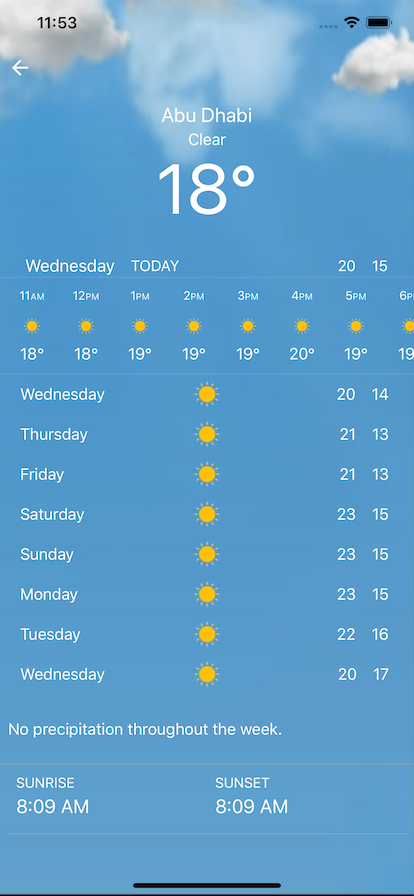 11:53
Abu Dhabi
Clear
18°
Wednesday TODAY 20 15
11AM 12PM 1PM 2PM 3PM 4PM 5PM 6P
18° 18° 19° 19° 19° 20° 19° 19
Wednesday 20 14
Thursday 21 13
Friday 21 13
Saturday 23 15
Sunday 23 15
Monday 23 15
Tuesday 22 16
Wednesday 20 17
No precipitation throughout the week.
SUNRISE SUNSET
8:09 AM 8:09 AM